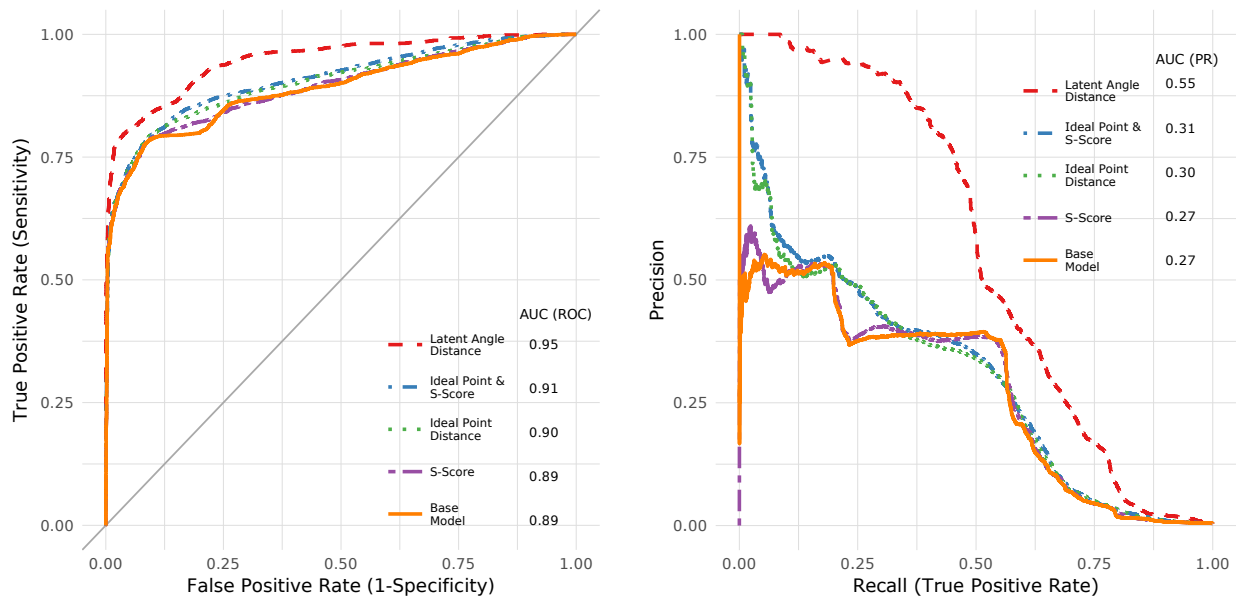 1.00
0.75
0.50
0.25
0.00
True Positive Rate (Sensitivity)
0.00
0.25
0.50
0.75
1.00
False Positive Rate (1-Specificity)
AUC (ROC)
Latent Angle
Distance
0.95
Ideal Point &
S-Score
0.91
Ideal Point
Distance
0.90
S-Score
0.89
Base
Model
0.89
1.00
0.75
0.50
0.25
0.00
Precision
0.00
0.25
0.50
0.75
1.00
Recall (True Positive Rate)
AUC (PR)
Latent Angle
Distance
0.55
Ideal Point &
S-Score
0.31
Ideal Point
Distance
0.30
S-Score
0.27
Base
Model
0.27